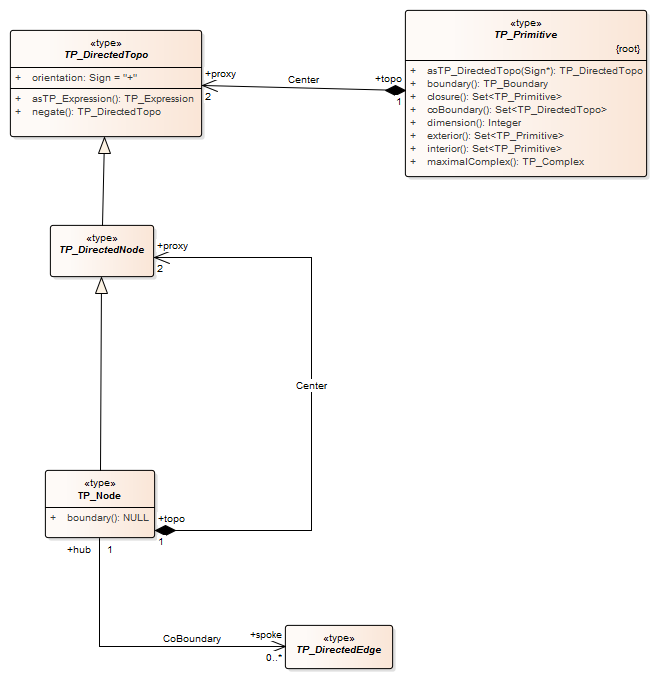 «type»
TP_DirectedTopo
+ orientation: Sign = "+"
+ asTP_Expression(): TP_Expression
+ negate(): TP_DirectedTopo
+proxy
2
Center
+topo
1
«type»
TP_Primitive
{root}
+ asTP_DirectedTopo(Sign*): TP_DirectedTopo
+ boundary(): TP_Boundary
+ closure(): Set<TP_Primitive>
+ coBoundary(): Set<TP_DirectedTopo>
+ dimension(): Integer
+ exterior(): Set<TP_Primitive>
+ interior(): Set<TP_Primitive>
+ maximalComplex(): TP_Complex
«type»
TP_DirectedNode
+proxy
2
Center
«type»
TP_Node
+ boundary(): NULL
+topo
1
+hub
1
CoBoundary
+spoke
0..*
«type»
TP_DirectedEdge